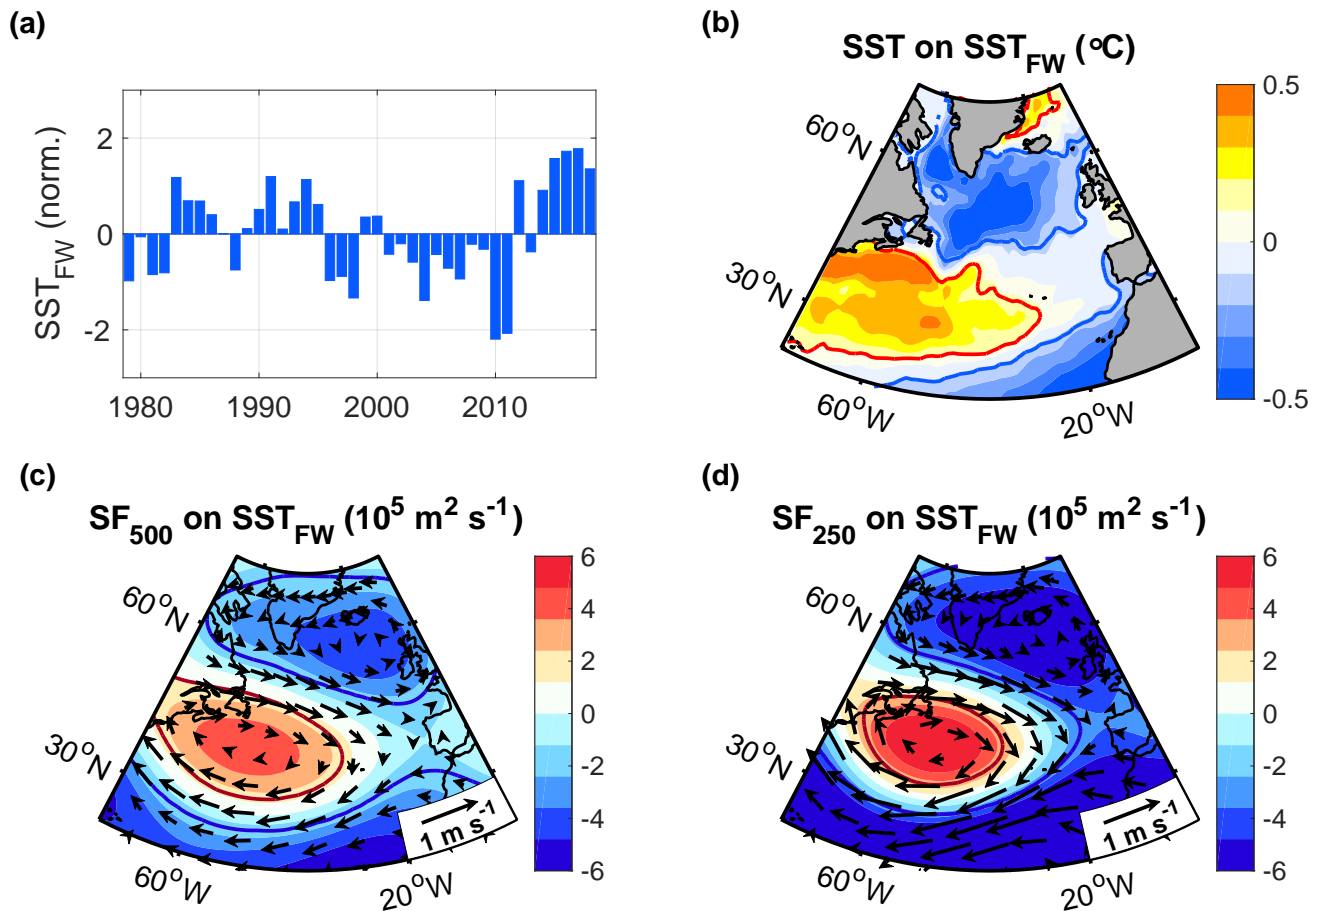 (a)
SST_FW (norm.)
2
0
-2
1980 1990 2000 2010
(b)
SST on SST_FW (°C)
60°N
30°N
60°W
20°W
0.5
0
-0.5
(c)
SF_500 on SST_FW (10^5 m^2 s^-1)
60°N
30°N
60°W
20°W
1 m s^-1
6
4
2
0
-2
-4
-6
(d)
SF_250 on SST_FW (10^5 m^2 s^-1)
60°N
30°N
60°W
20°W
1 m s^-1
6
4
2
0
-2
-4
-6